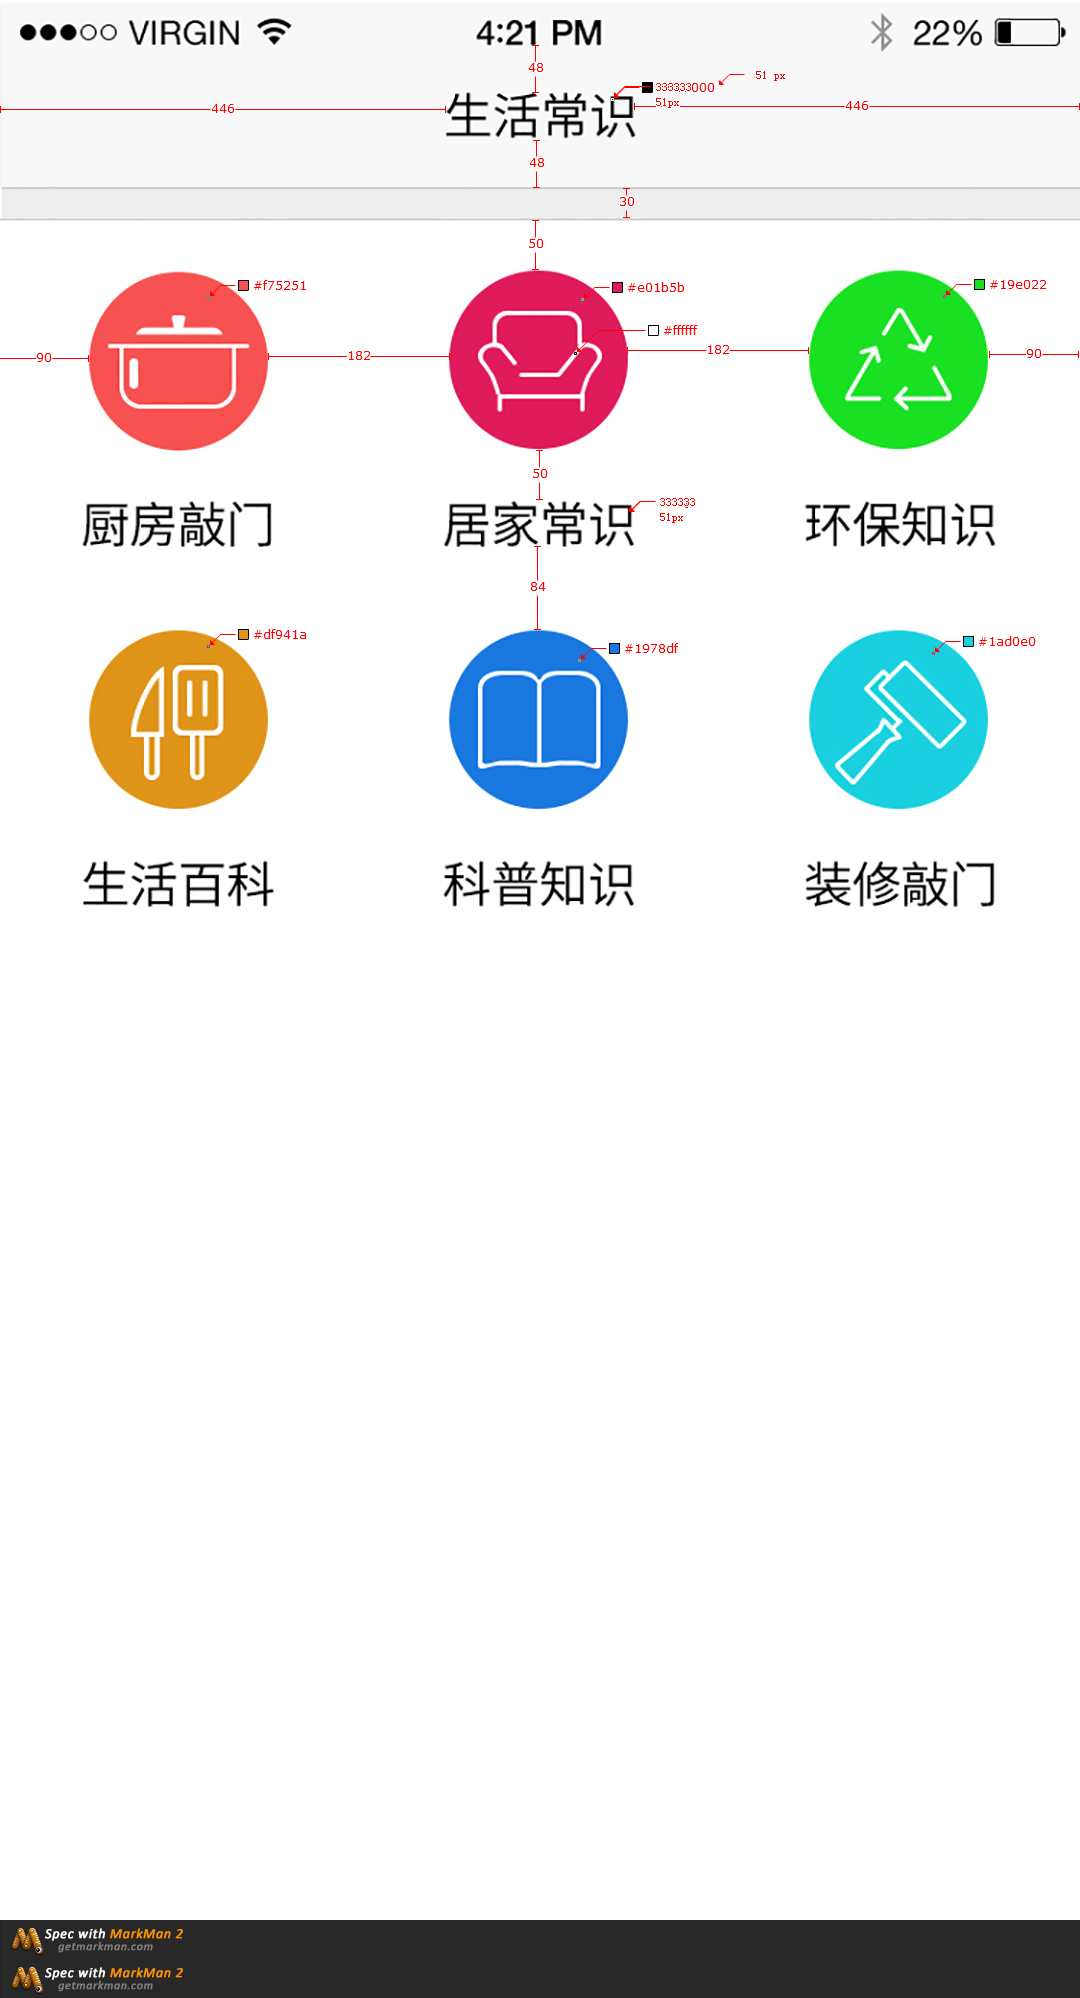 VIRGIN 4:21 PM 22%
48
51 px
51px
446 生活常识 446
48
30
50
#f75251 #e01b5b #19e022
#ffffff
90 182 182 90
50
333333
51px
厨房敲门 居家常识 环保知识
84
#df941a #1978df #1ad0e0
生活百科 科普知识 装修敲门
Spec with MarkMan 2
getmarkman.com
Spec with MarkMan 2
getmarkman.com